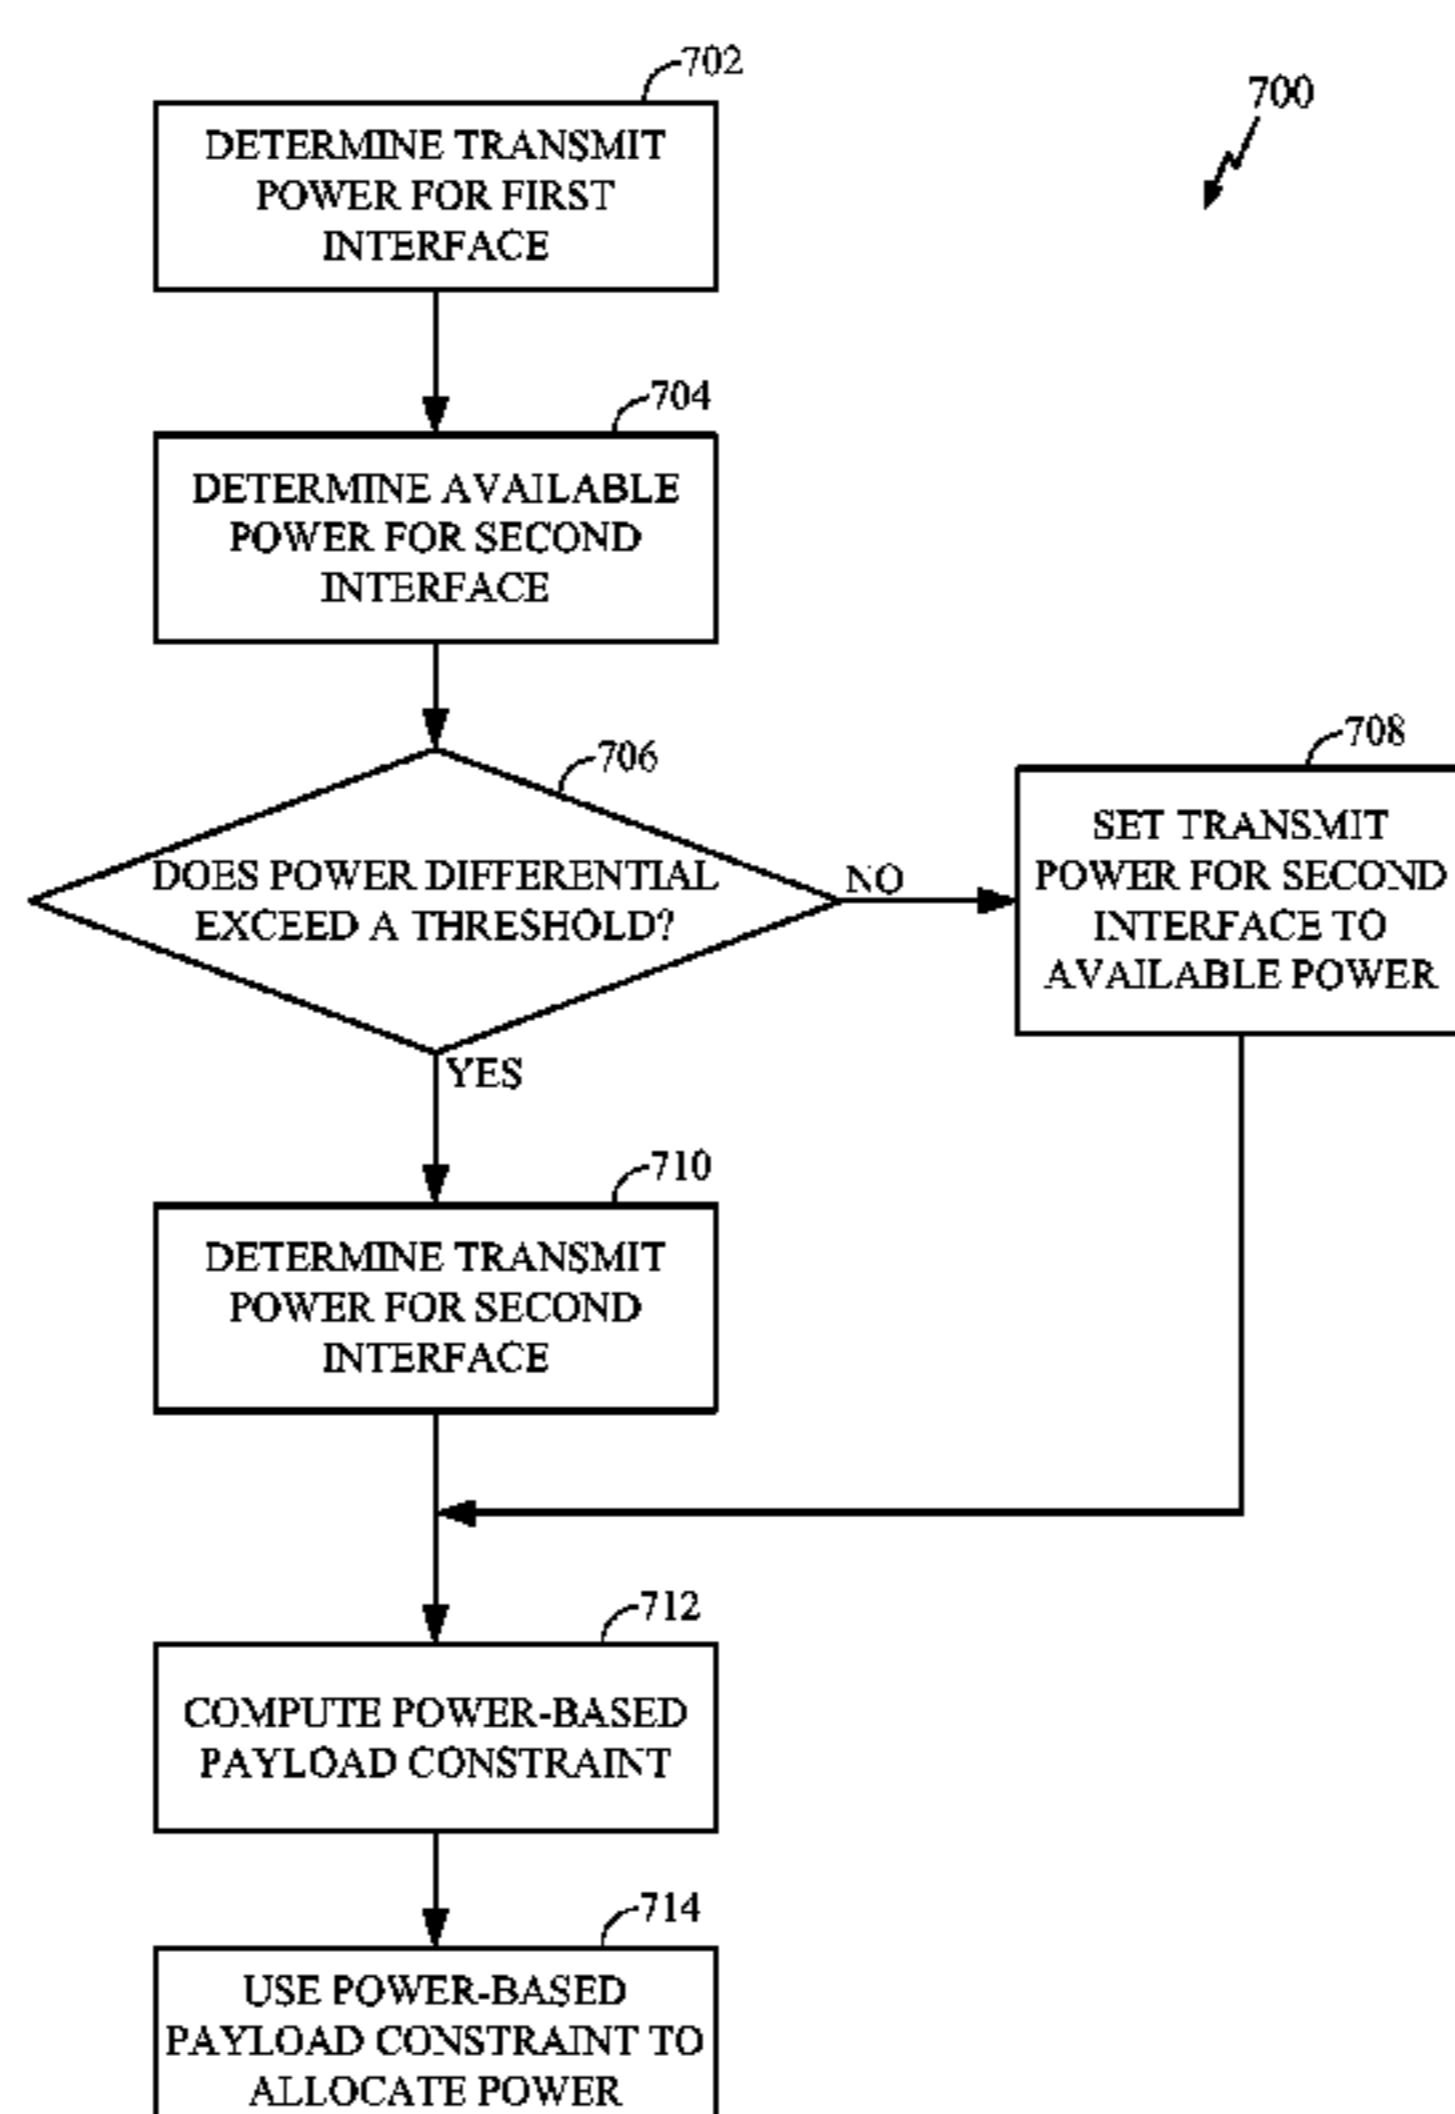 702
700
DETERMINE TRANSMIT
POWER FOR FIRST
INTERFACE
704
DETERMINE AVAILABLE
POWER FOR SECOND
INTERFACE
706
DOES POWER DIFFERENTIAL
EXCEED A THRESHOLD?
NO
708
SET TRANSMIT
POWER FOR SECOND
INTERFACE TO
AVAILABLE POWER
YES
710
DETERMINE TRANSMIT
POWER FOR SECOND
INTERFACE
712
COMPUTE POWER-BASED
PAYLOAD CONSTRAINT
714
USE POWER-BASED
PAYLOAD CONSTRAINT TO
ALLOCATE POWER